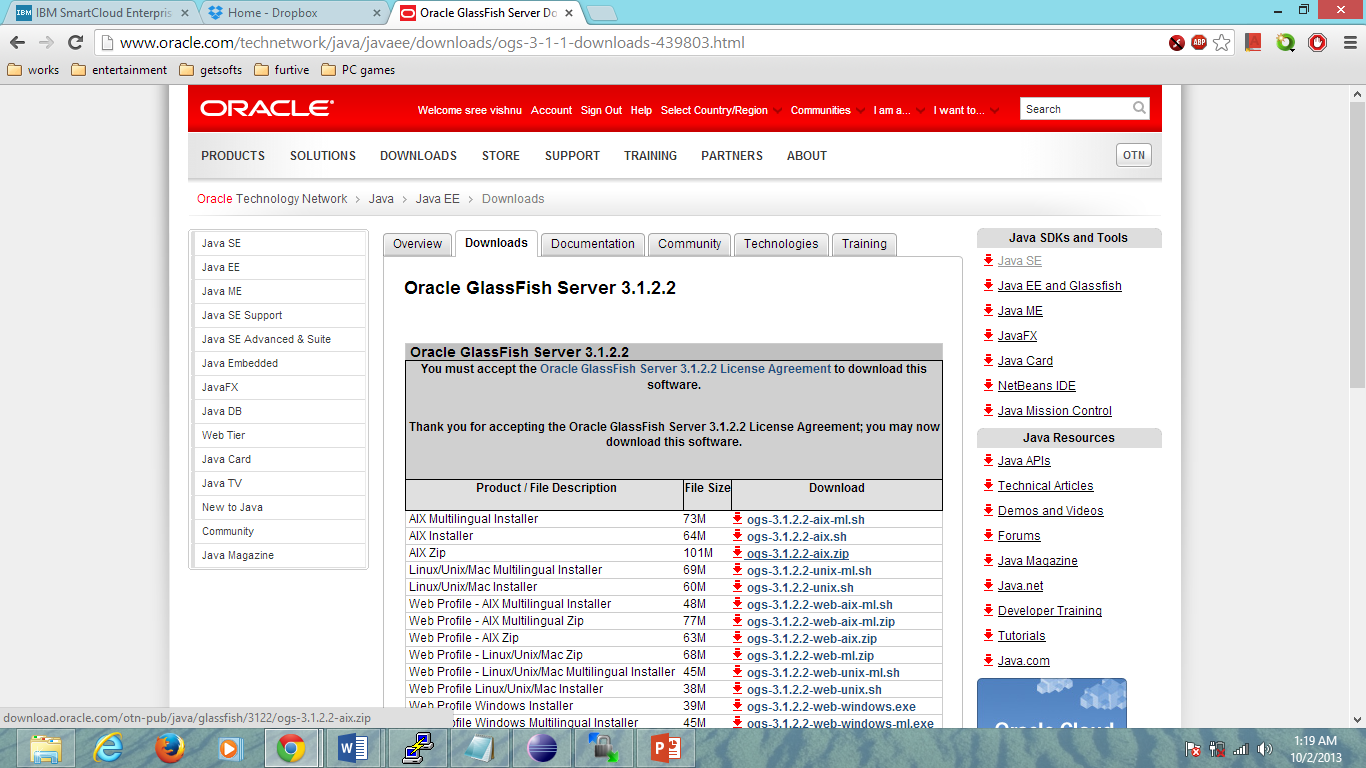 IBM SmartCloud Enterpris
Home - Dropbox
Oracle GlassFish Server Do
www.oracle.com/technetwork/java/javaee/downloads/ogs-3-1-1-downloads-439803.html
ABP
works
entertainment
getsofts
furtive
PC games
ORACLE
Welcome sree vishnu
Account
Sign Out
Help
Select Country/Region
Communities
I am a...
I want to...
Search
PRODUCTS
SOLUTIONS
DOWNLOADS
STORE
SUPPORT
TRAINING
PARTNERS
ABOUT
OTN
Oracle Technology Network > Java > Java EE > Downloads
Java SE
Java EE
Java ME
Java SE Support
Java SE Advanced & Suite
Java Embedded
JavaFX
Java DB
Web Tier
Java Card
Java TV
New to Java
Community
Java Magazine
Overview
Downloads
Documentation
Community
Technologies
Training
Oracle GlassFish Server 3.1.2.2
Oracle GlassFish Server 3.1.2.2
You must accept the Oracle GlassFish Server 3.1.2.2 License Agreement to download this
software.
Thank you for accepting the Oracle GlassFish Server 3.1.2.2 License Agreement; you may now
download this software.
Product / File Description File Size Download
AIX Multilingual Installer 73M ogs-3.1.2.2-aix-ml.sh
AIX Installer 64M ogs-3.1.2.2-aix.sh
AIX Zip 101M ogs-3.1.2.2-aix.zip
Linux/Unix/Mac Multilingual Installer 69M ogs-3.1.2.2-unix-ml.sh
Linux/Unix/Mac Installer 60M ogs-3.1.2.2-unix.sh
Web Profile - AIX Multilingual Installer 48M ogs-3.1.2.2-web-aix-ml.sh
Web Profile - AIX Multilingual Zip 77M ogs-3.1.2.2-web-aix-ml.zip
Web Profile - AIX Zip 63M ogs-3.1.2.2-web-aix.zip
Web Profile - Linux/Unix/Mac Zip 68M ogs-3.1.2.2-web-ml.zip
Web Profile - Linux/Unix/Mac Multilingual Installer 45M ogs-3.1.2.2-web-unix-ml.sh
Web Profile Linux/Unix/Mac Installer 38M ogs-3.1.2.2-web-unix.sh
Web Profile Windows Installer 39M ogs-3.1.2.2-web-windows.exe
ofile Windows Multilingual Installer 45M ogs-3.1.2.2-web-windows-ml.exe
Java SDKs and Tools
Java SE
Java EE and Glassfish
Java ME
JavaFX
Java Card
NetBeans IDE
Java Mission Control
Java Resources
Java APIs
Technical Articles
Demos and Videos
Forums
Java Magazine
Java.net
Developer Training
Tutorials
Java.com
Oracle Cloud
download.oracle.com/otn-pub/java/glassfish/3122/ogs-3.1.2.2-aix.zip
1:19 AM
10/2/2013